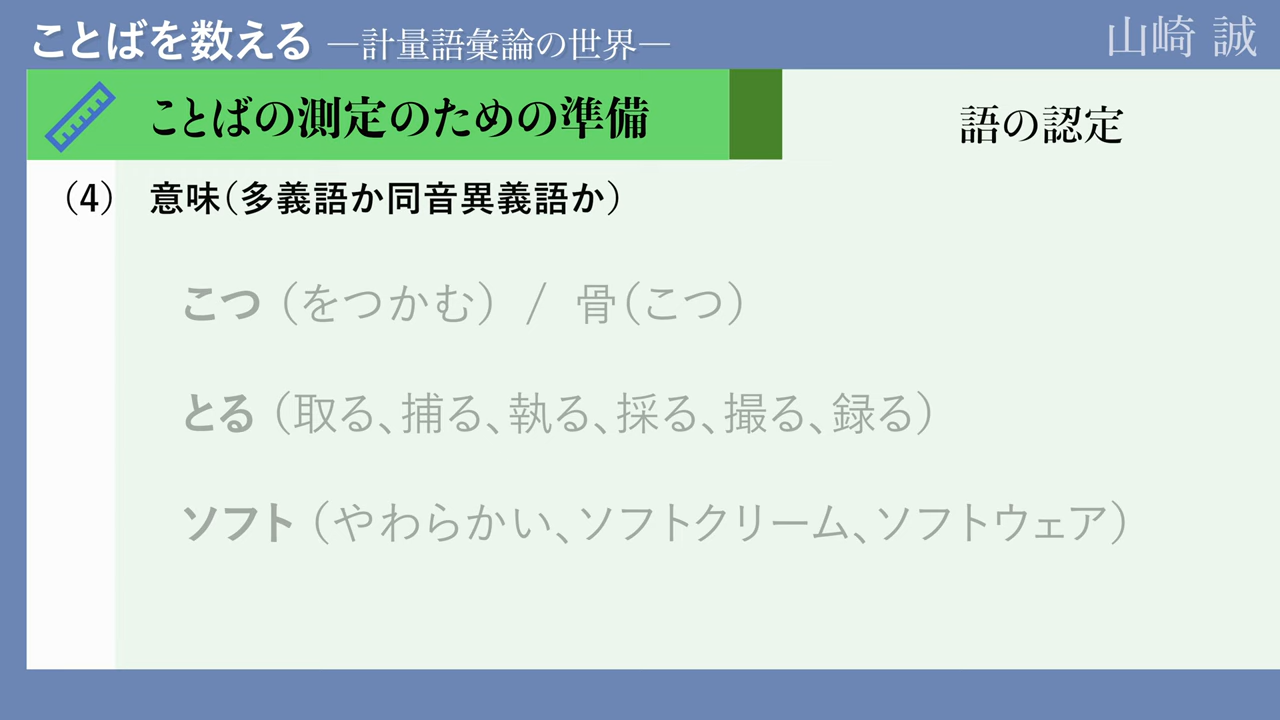 ことばを数える ―計量語彙論の世界―
山崎 誠
ことばの測定のための準備
語の認定
（4） 意味（多義語か同音異義語か）
こつ（をつかむ） / 骨（こつ）
とる（取る、捕る、執る、採る、撮る、録る）
ソフト（やわらかい、ソフトクリーム、ソフトウェア）